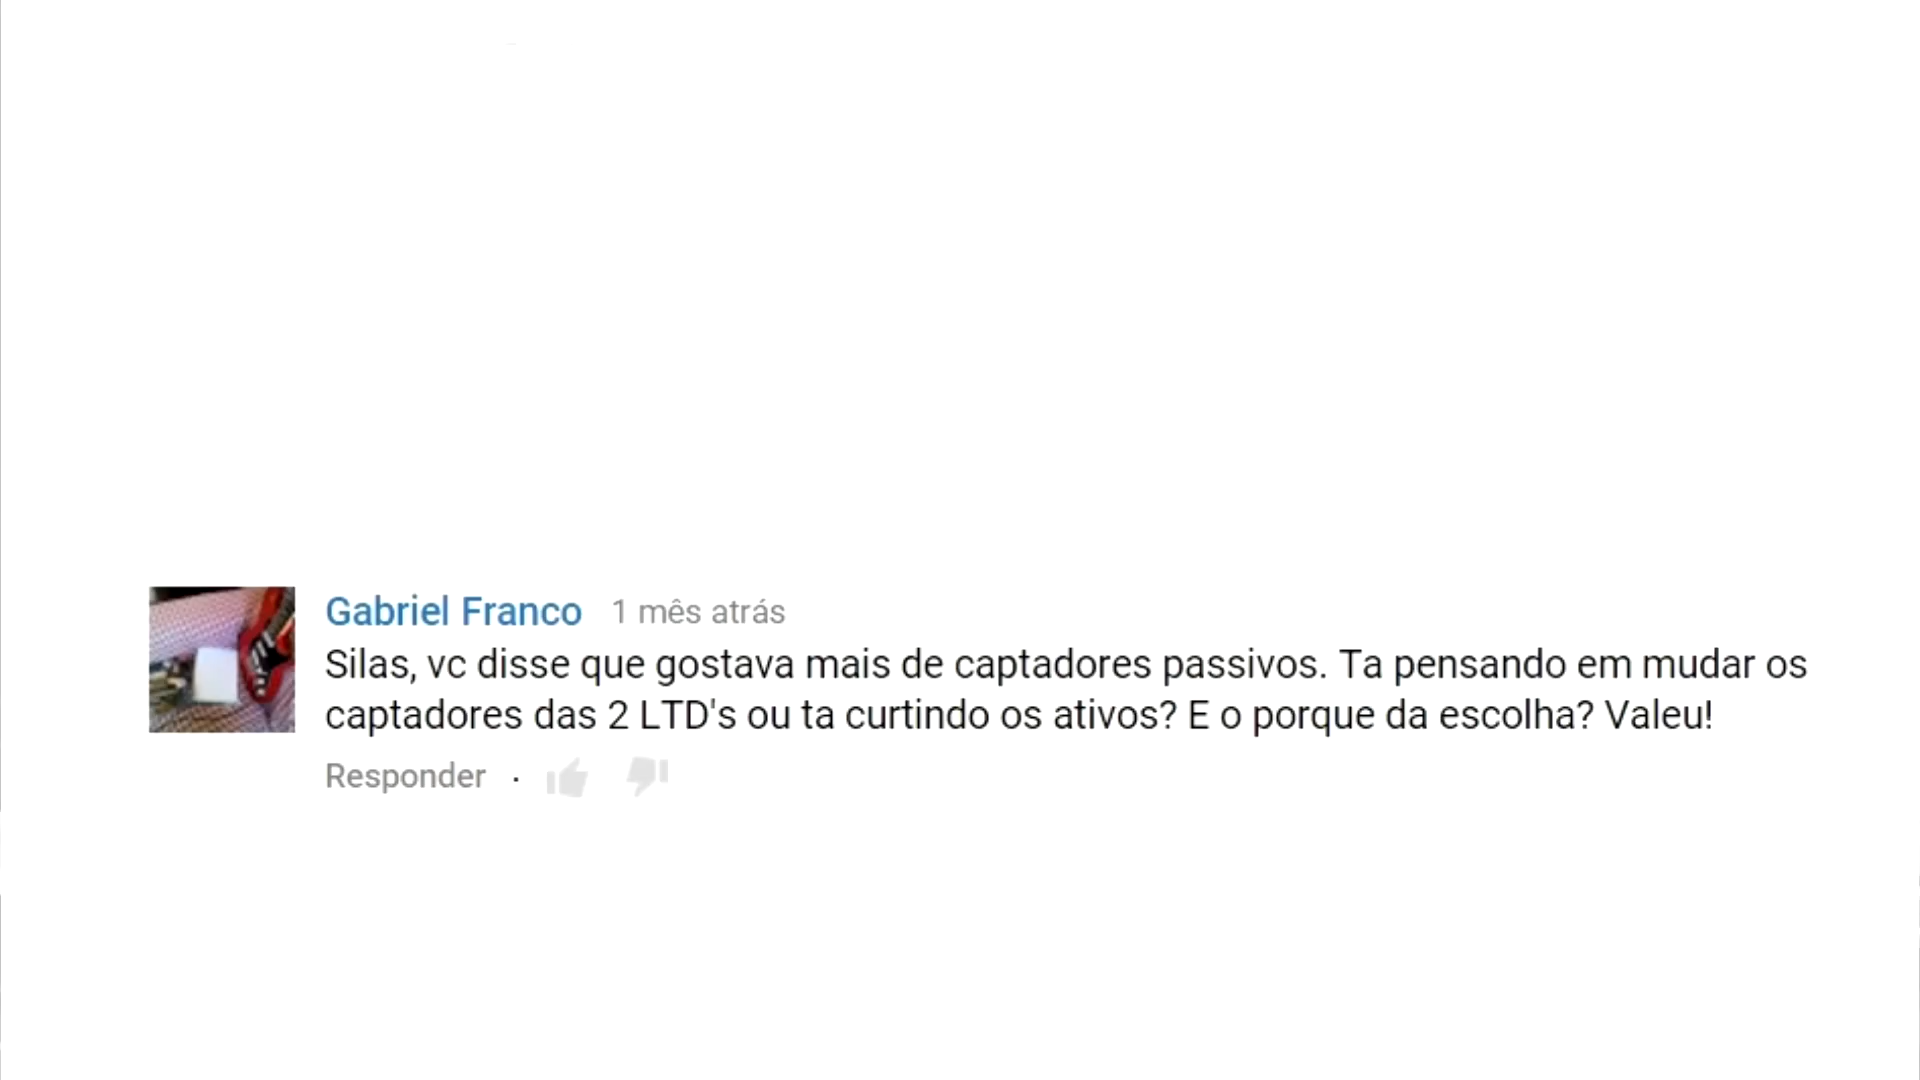 Gabriel Franco 1 mês atrás
Silas, vc disse que gostava mais de captadores passivos. Ta pensando em mudar os
captadores das 2 LTD's ou ta curtindo os ativos? E o porque da escolha? Valeu!
Responder ·